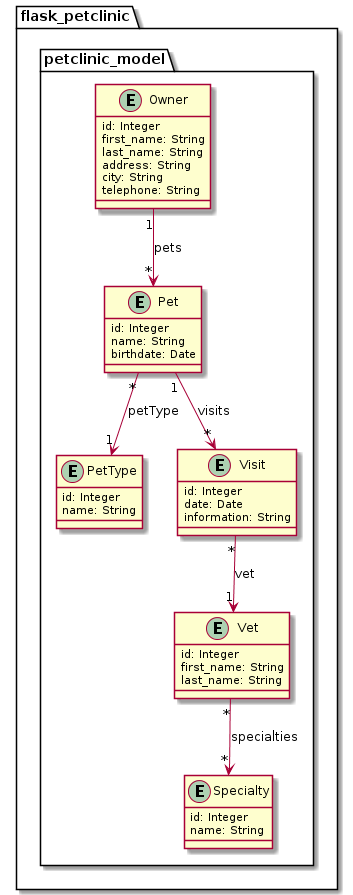 flask_petclinic
petclinic_model
E Owner
id: Integer
first_name: String
last_name: String
address: String
city: String
telephone: String
1
pets
*
E Pet
id: Integer
name: String
birthdate: Date
* 1
petType visits
1 *
E PetType
id: Integer
name: String
E Visit
id: Integer
date: Date
information: String
*
vet
1
E Vet
id: Integer
first_name: String
last_name: String
*
specialties
*
E Specialty
id: Integer
name: String